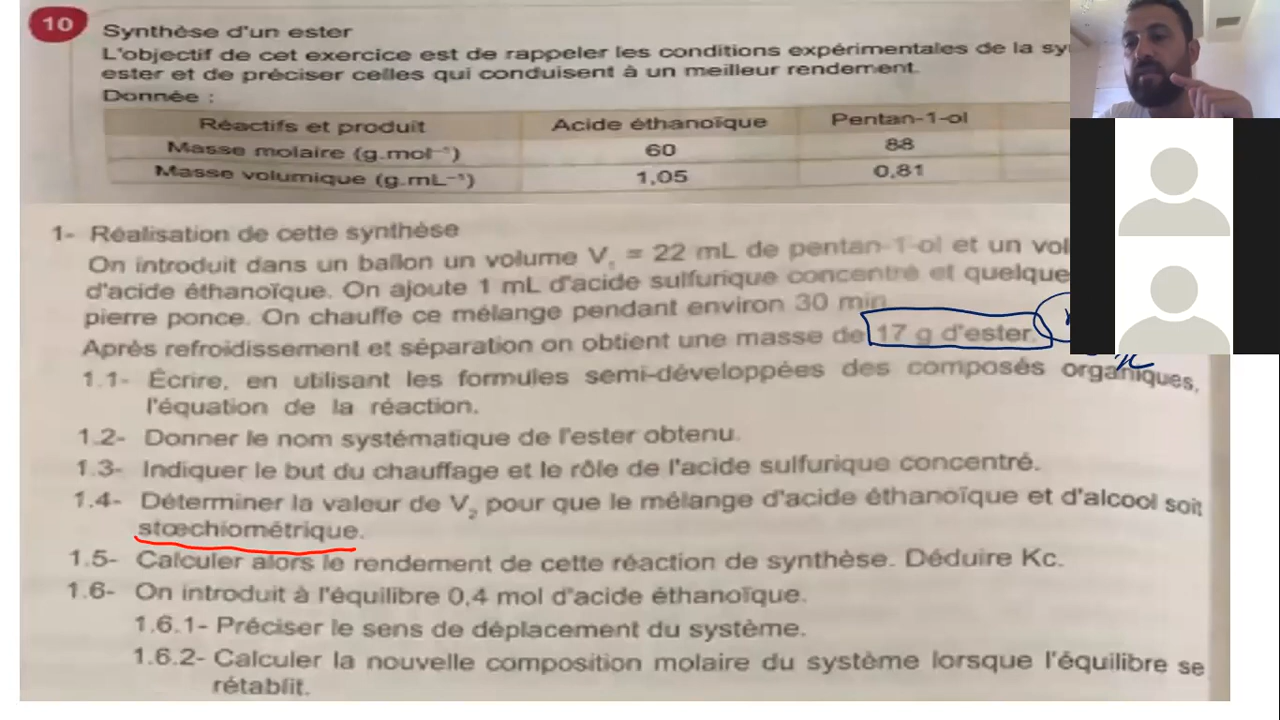 10
Synthèse d'un ester
L'objectif de cet exercice est de rappeler les conditions expérimentales de la
ester et de préciser celles qui conduisent à un meilleur rendement.
Donnée :
Réactifs et produit Acide éthanoïque Pentan-1-ol
Masse molaire (g.mol⁻¹) 60 88
Masse volumique (g.mL⁻¹) 1,05 0,81
1- Réalisation de cette synthèse
On introduit dans un ballon un volume V₁ = 22 mL de pentan-1-ol et un
d'acide éthanoïque. On ajoute 1 mL d'acide sulfurique concentré et
pierre ponce. On chauffe ce mélange pendant environ 30 min
Après refroidissement et séparation on obtient une masse de 17 g d'ester.
1.1- Écrire, en utilisant les formules semi-développées des composés organiques,
l'équation de la réaction.
1.2- Donner le nom systématique de l'ester obtenu.
1.3- Indiquer le but du chauffage et le rôle de l'acide sulfurique concentré.
1.4- Déterminer la valeur de V₂ pour que le mélange d'acide éthanoïque et d'alcool soit
stœchiométrique.
1.5- Calculer alors le rendement de cette réaction de synthèse. Déduire Kc.
1.6- On introduit à l'équilibre 0,4 mol d'acide éthanoïque.
1.6.1- Préciser le sens de déplacement du système.
1.6.2- Calculer la nouvelle composition molaire du système lorsque l'équilibre se
rétablit.